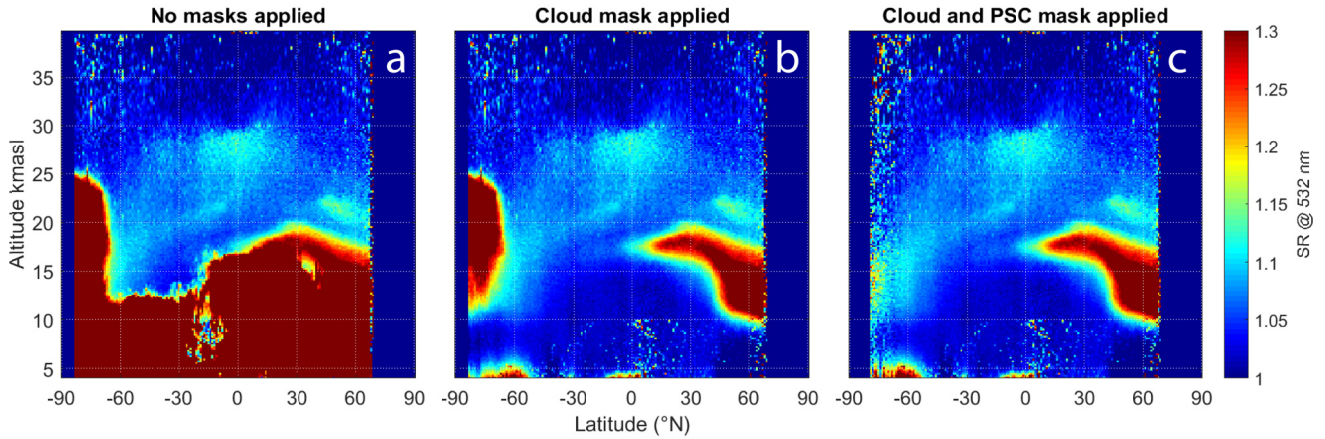 No masks applied
Cloud mask applied
Cloud and PSC mask applied
a
b
c
Altitude kmasl
35
30
25
20
15
10
5
-90 -60 -30 0 30 60 90
-90 -60 -30 0 30 60 90
-90 -60 -30 0 30 60 90
Latitude (°N)
1.3
1.25
1.2
1.15
1.1
1.05
1
SR @ 532 nm